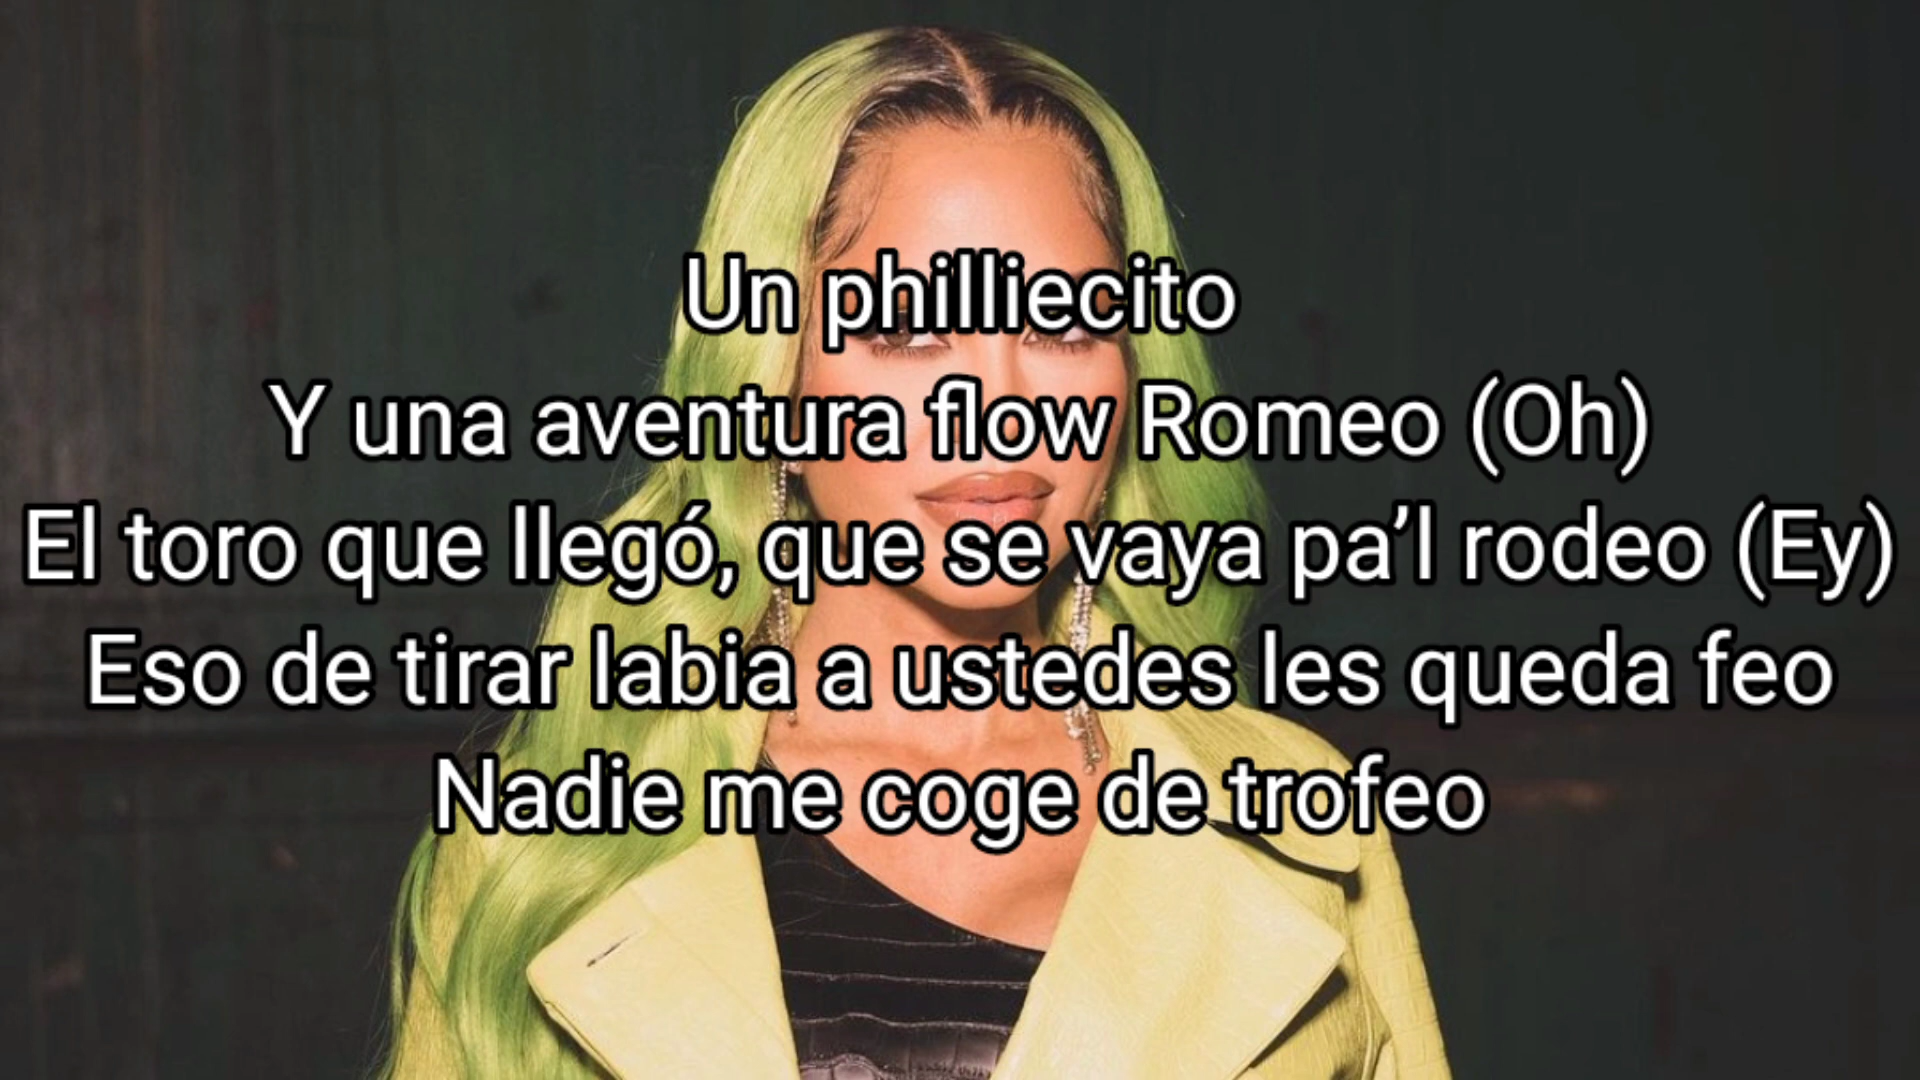 Un philliecito
Y una aventura flow Romeo (Oh)
El toro que llegó, que se vaya pa’l rodeo (Ey)
Eso de tirar labia a ustedes les queda feo
Nadie me coge de trofeo